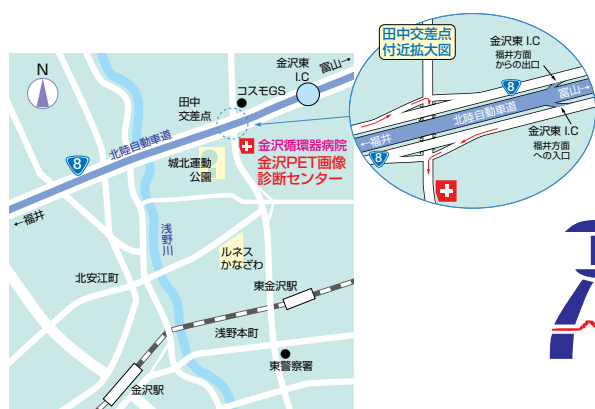 N
金沢東
I.C
コスモGS
田中
交差点
北陸自動車道
8
金沢循環器病院
金沢PET画像
診断センター
城北運動
公園
←福井
富山→
浅野川
ルネス
かなざわ
北安江町
東金沢駅
浅野本町
東警察署
金沢駅
田中交差点
付近拡大図
金沢東 I.C
福井方面
からの出口
8
富山→
北陸自動車道
←福井
8
金沢東 I.C
福井方面
への入口